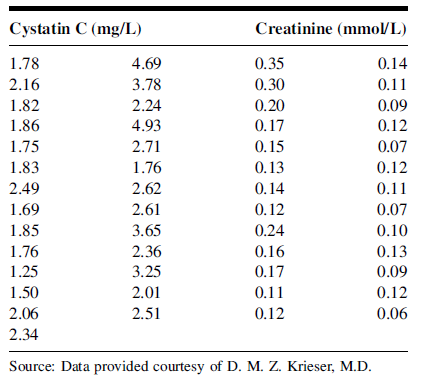 Cystatin C (mg/L) Creatinine (mmol/L)
1.78 4.69 0.35 0.14
2.16 3.78 0.30 0.11
1.82 2.24 0.20 0.09
1.86 4.93 0.17 0.12
1.75 2.71 0.15 0.07
1.83 1.76 0.13 0.12
2.49 2.62 0.14 0.11
1.69 2.61 0.12 0.07
1.85 3.65 0.24 0.10
1.76 2.36 0.16 0.13
1.25 3.25 0.17 0.09
1.50 2.01 0.11 0.12
2.06 2.51 0.12 0.06
2.34
Source: Data provided courtesy of D. M. Z. Krieser, M.D.